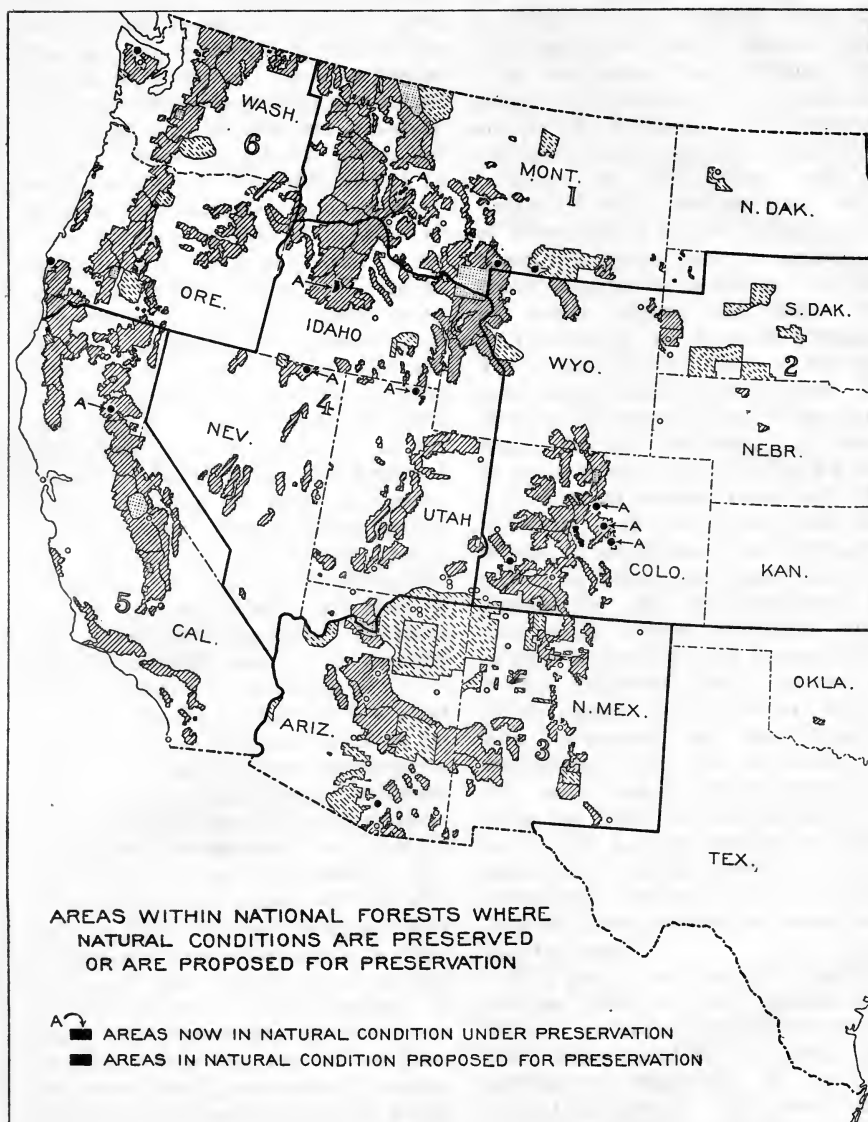 WASH.
6
MONT.
1
N. DAK.
A
A
ORE.
IDAHO
S. DAK.
2
WYO.
A
A
A
4
NEV.
NEBR.
UTAH
A
A
A
COLO.
KAN.
5
CAL.
OKLA.
N. MEX.
ARIZ.
3
TEX.
AREAS WITHIN NATIONAL FORESTS WHERE
NATURAL CONDITIONS ARE PRESERVED
OR ARE PROPOSED FOR PRESERVATION
A
AREAS NOW IN NATURAL CONDITION UNDER PRESERVATION
AREAS IN NATURAL CONDITION PROPOSED FOR PRESERVATION